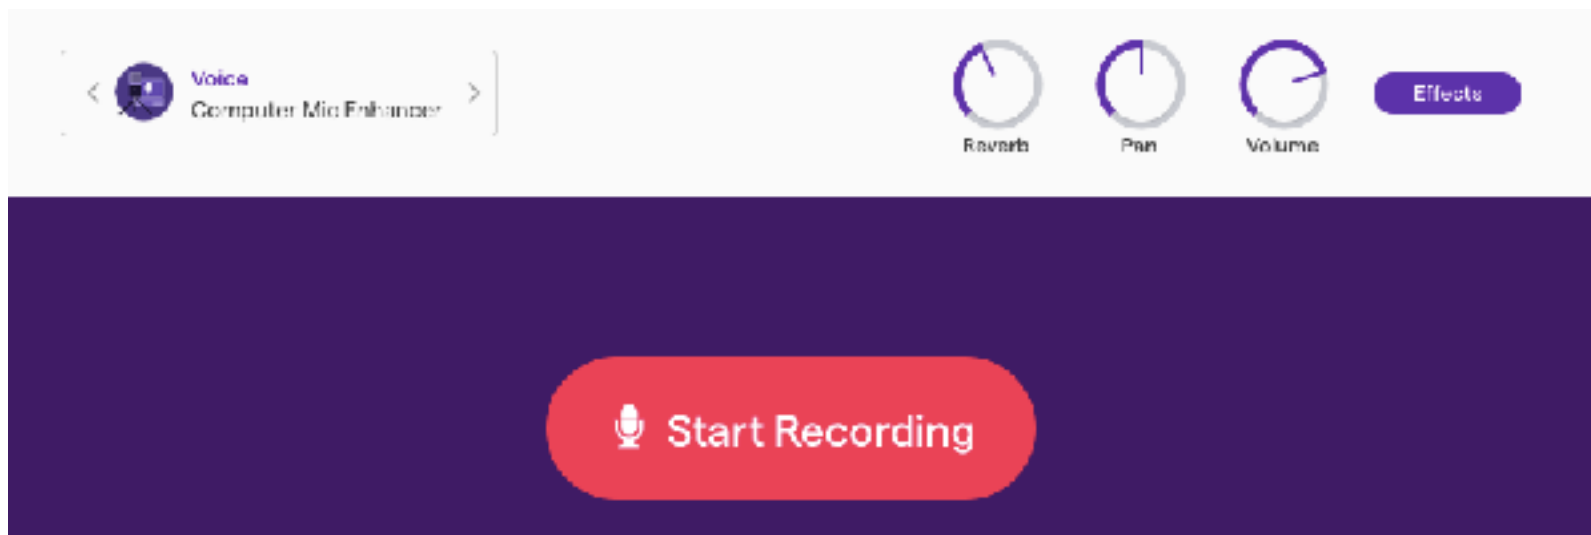 Voice
Computer Mic Enhancer
Reverb
Pan
Volume
Effects
Start Recording